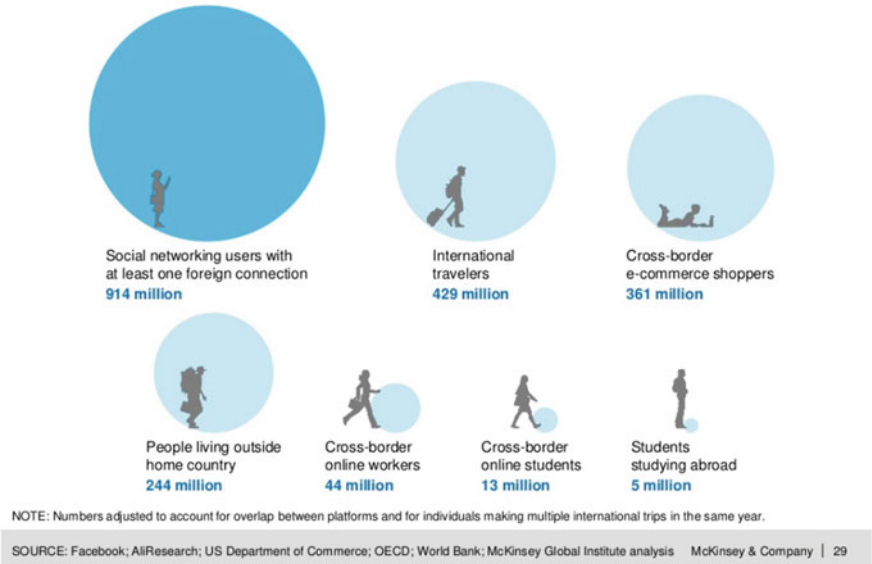 Social networking users with
at least one foreign connection
914 million
International
travelers
429 million
Cross-border
e-commerce shoppers
361 million
People living outside
home country
244 million
Cross-border
online workers
44 million
Cross-border
online students
13 million
Students
studying abroad
5 million
NOTE: Numbers adjusted to account for overlap between platforms and for individuals making multiple international trips in the same year.
SOURCE: Facebook; AliResearch; US Department of Commerce; OECD; World Bank; McKinsey Global Institute analysis McKinsey & Company | 29